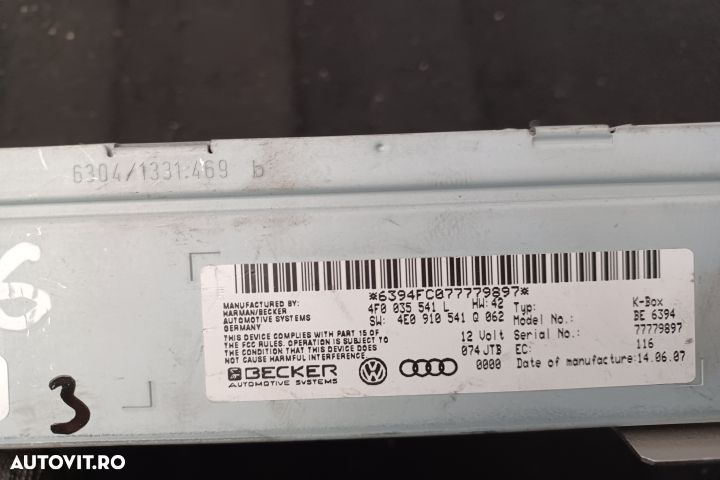 6304/1331.469 b
6
3
*6394FC077779897*
MANUFACTURED BY:
HARMAN/BECKER
AUTOMOTIVE SYSTEMS
GERMANY
4F0 035 541 L HW: 42
SW: 4E0 910 541 Q 062
Typ: K-Box
Model No.: BE 6394
12 Volt Serial No.: 77779897
074 JTB EC: 116
0000 Date of manufacture: 14.06.07
THIS DEVICE COMPLIES WITH PART 15 OF
THE FCC RULES. OPERATION IS SUBJECT TO
THE CONDITION THAT THIS DEVICE DOES
NOT CAUSE HARMFUL INTERFERENCE.
BECKER
AUTOMOTIVE SYSTEMS
AUTOVIT.RO